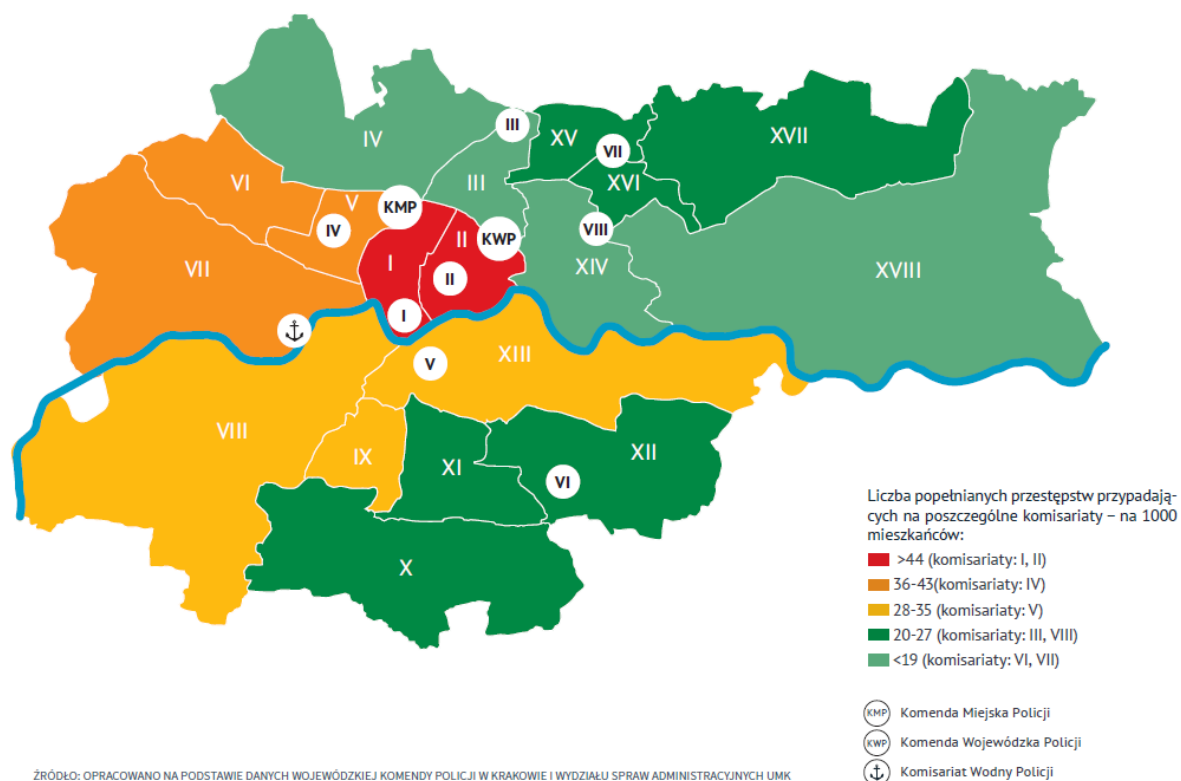 III
XV
XVII
IV
VII
VI
III
XVI
V
KMP
IV
II
KWP
VIII
VII
I
XIV
XVIII
II
I
XIII
V
VIII
IX
XI
XII
VI
X
Liczba popełnianych przestępstw przypadają-
cych na poszczególne komisariaty – na 1000
mieszkańców:
>44 (komisariaty: I, II)
36-43(komisariaty: IV)
28-35 (komisariaty: V)
20-27 (komisariaty: III, VIII)
<19 (komisariaty: VI, VII)
KMP Komenda Miejska Policji
KWP Komenda Wojewódzka Policji
Komisariat Wodny Policji
ŹRÓDŁO: OPRACOWANO NA PODSTAWIE DANYCH WOJEWÓDZKIEJ KOMENDY POLICJI W KRAKOWIE I WYDZIAŁU SPRAW ADMINISTRACYJNYCH UMK